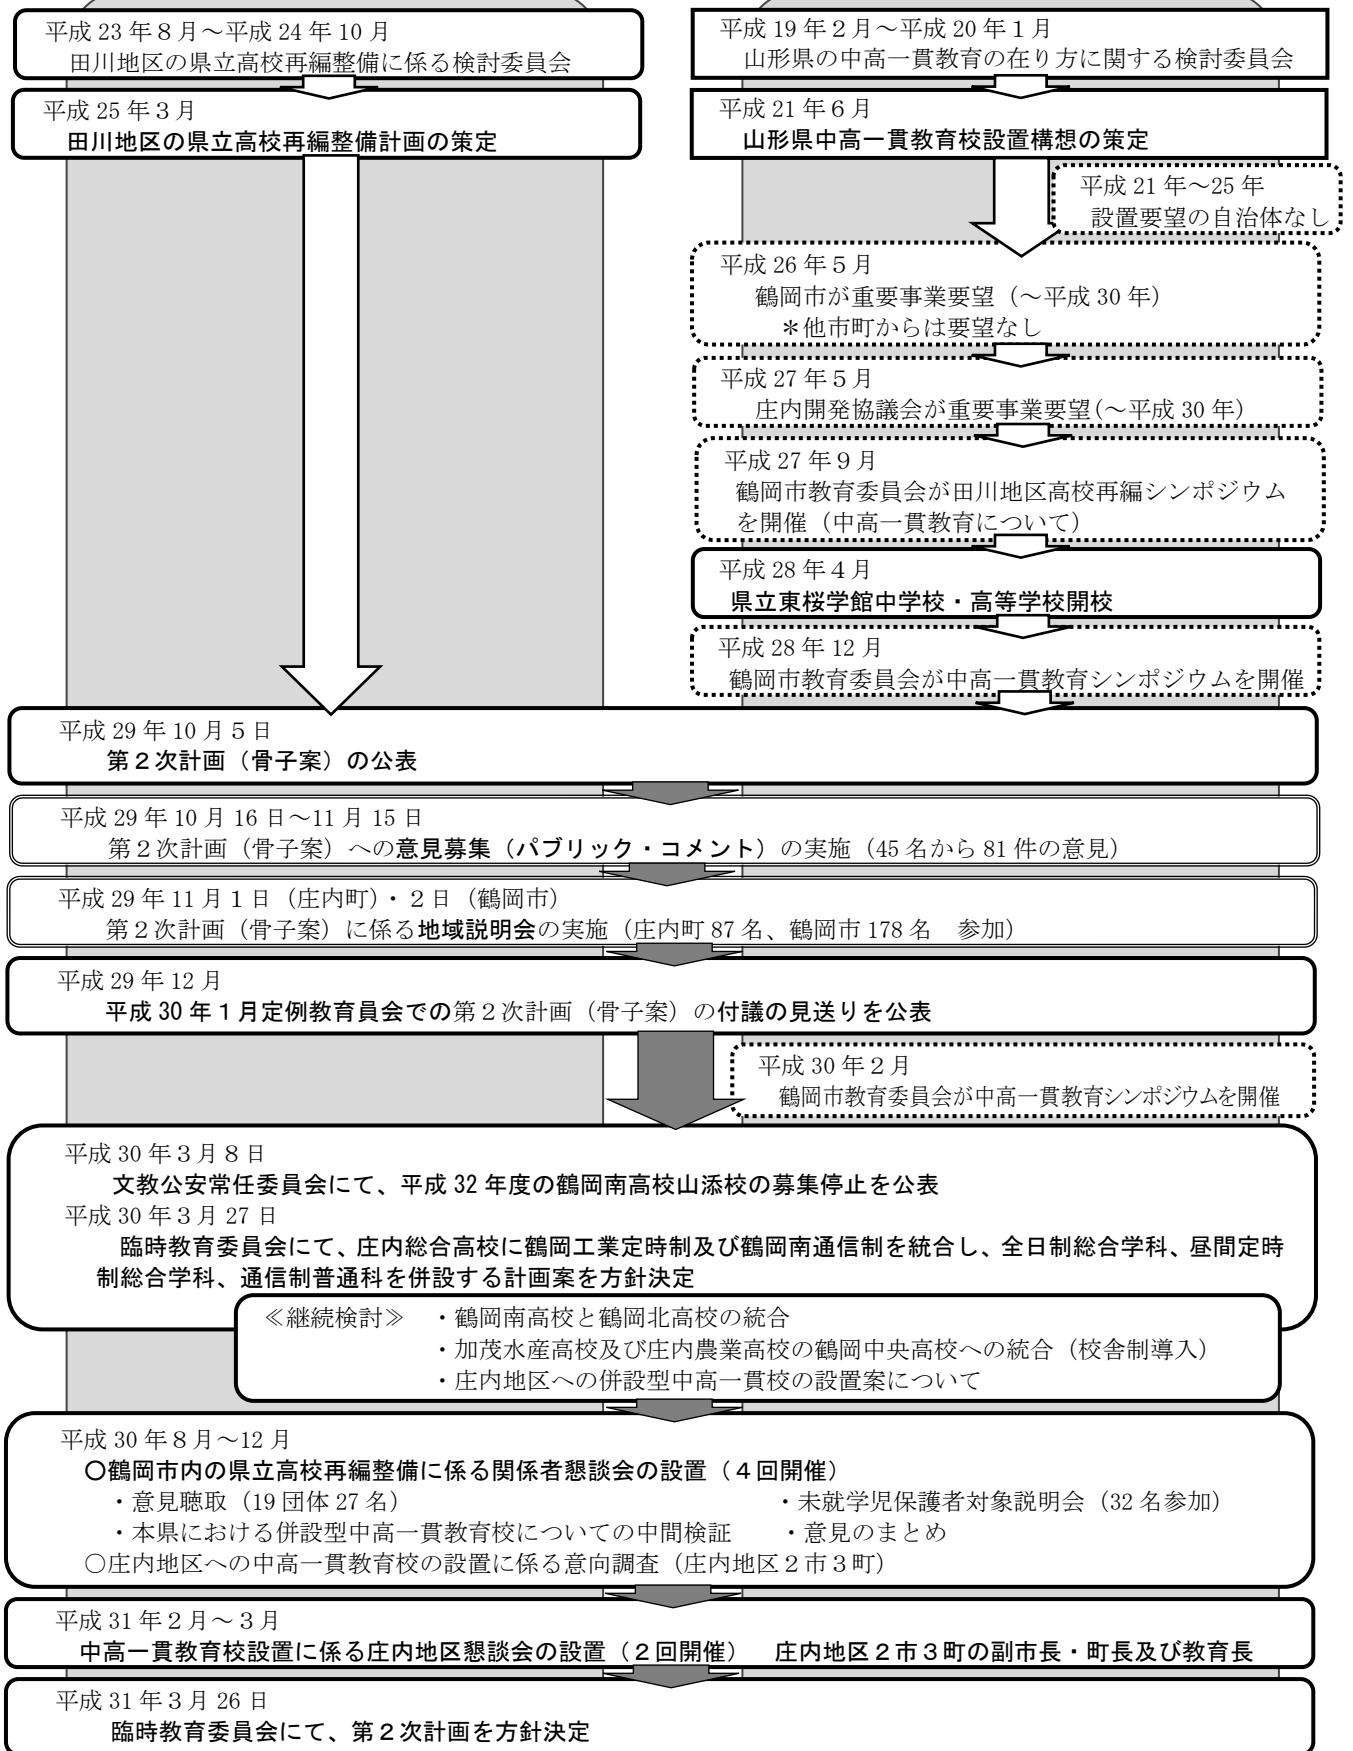 平成 23 年８月～平成 24 年 10 月
田川地区の県立高校再編整備に係る検討委員会
平成 25 年３月
田川地区の県立高校再編整備計画の策定
平成 19 年２月～平成 20 年１月
山形県の中高一貫教育の在り方に関する検討委員会
平成 21 年６月
山形県中高一貫教育校設置構想の策定
平成 21 年～25 年
設置要望の自治体なし
平成 26 年５月
鶴岡市が重要事業要望（～平成 30 年）
＊他市町からは要望なし
平成 27 年５月
庄内開発協議会が重要事業要望(～平成 30 年）
平成 27 年９月
鶴岡市教育委員会が田川地区高校再編シンポジウム
を開催（中高一貫教育について）
平成 28 年４月
県立東桜学館中学校・高等学校開校
平成 28 年 12 月
鶴岡市教育委員会が中高一貫教育シンポジウムを開催
平成 29 年 10 月５日
第２次計画（骨子案）の公表
平成 29 年 10 月 16 日～11 月 15 日
第２次計画（骨子案）への意見募集（パブリック・コメント）の実施（45 名から 81 件の意見）
平成 29 年 11 月１日（庄内町）・２日（鶴岡市）
第２次計画（骨子案）に係る地域説明会の実施（庄内町 87 名、鶴岡市 178 名　参加）
平成 29 年 12 月
平成 30 年１月定例教育員会での第２次計画（骨子案）の付議の見送りを公表
平成 30 年２月
鶴岡市教育委員会が中高一貫教育シンポジウムを開催
平成 30 年３月８日
文教公安常任委員会にて、平成 32 年度の鶴岡南高校山添校の募集停止を公表
平成 30 年３月 27 日
臨時教育委員会にて、庄内総合高校に鶴岡工業定時制及び鶴岡南通信制を統合し、全日制総合学科、昼間定時
制総合学科、通信制普通科を併設する計画案を方針決定
≪継続検討≫　・鶴岡南高校と鶴岡北高校の統合
・加茂水産高校及び庄内農業高校の鶴岡中央高校への統合（校舎制導入）
・庄内地区への併設型中高一貫校の設置案について
平成 30 年８月～12 月
〇鶴岡市内の県立高校再編整備に係る関係者懇談会の設置（４回開催）
・意見聴取（19 団体 27 名）　・未就学児保護者対象説明会（32 名参加）
・本県における併設型中高一貫教育校についての中間検証　・意見のまとめ
〇庄内地区への中高一貫教育校の設置に係る意向調査（庄内地区２市３町）
平成 31 年２月～３月
中高一貫教育校設置に係る庄内地区懇談会の設置（２回開催）　庄内地区２市３町の副市長・町長及び教育長
平成 31 年３月 26 日
臨時教育委員会にて、第２次計画を方針決定